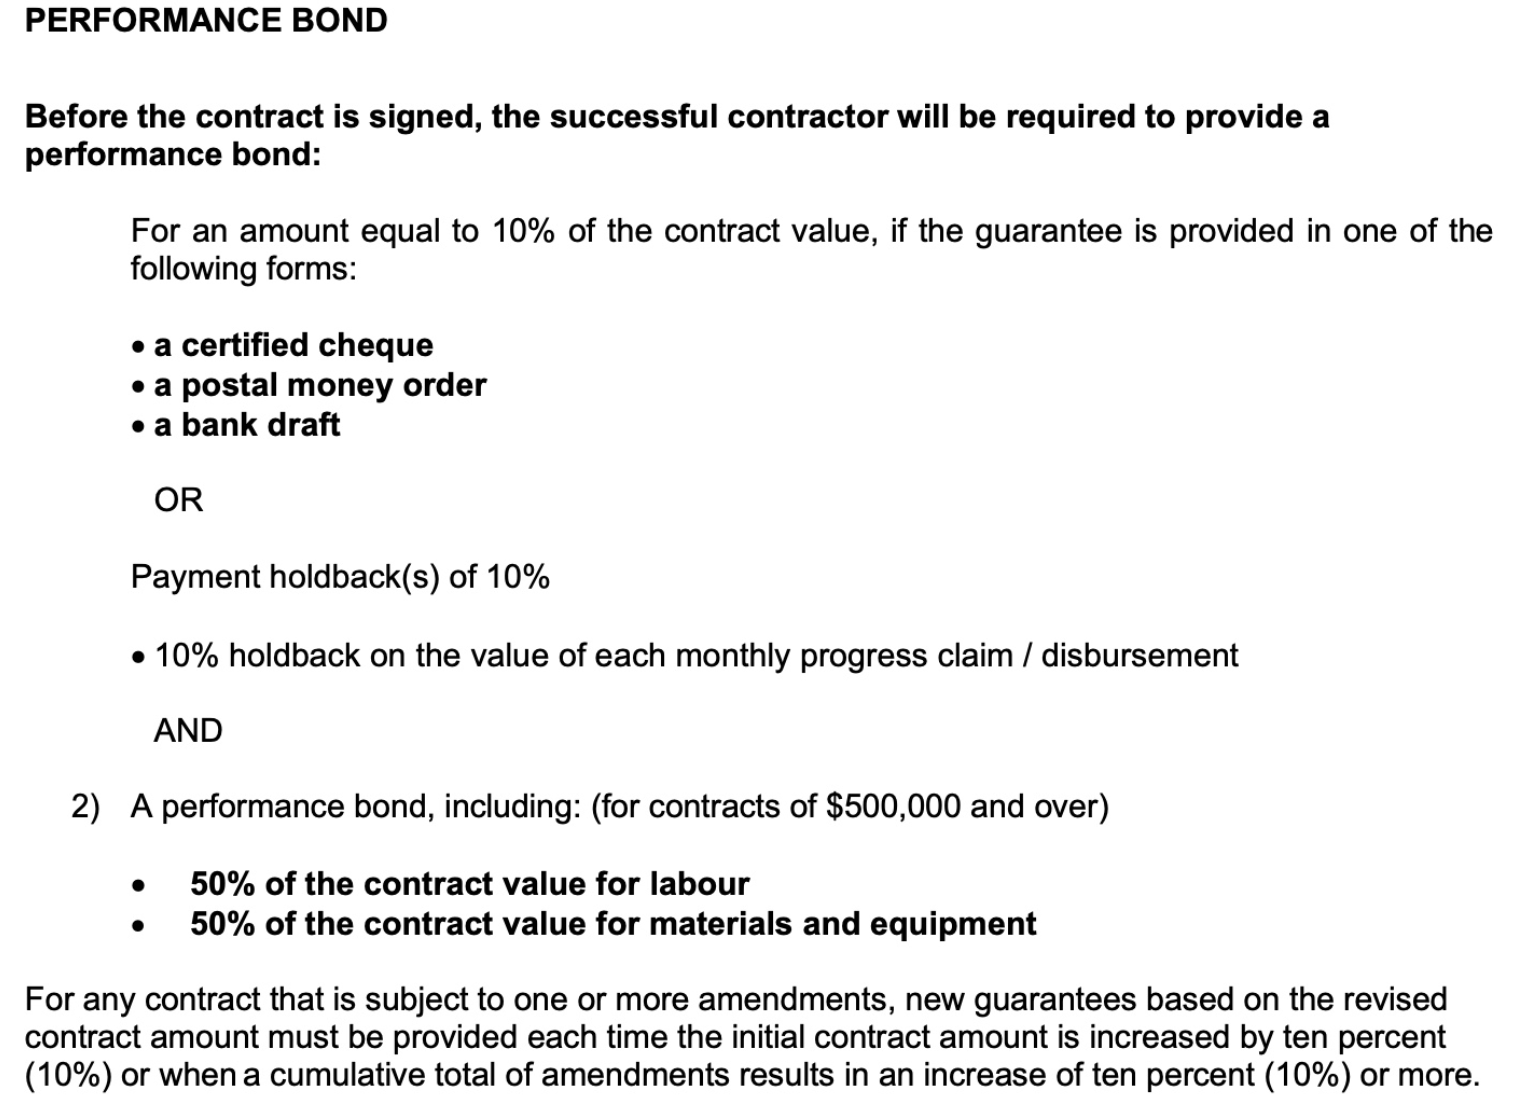 PERFORMANCE BOND
Before the contract is signed, the successful contractor will be required to provide a
performance bond:
For an amount equal to 10% of the contract value, if the guarantee is provided in one of the
following forms:
• a certified cheque
• a postal money order
• a bank draft
OR
Payment holdback(s) of 10%
• 10% holdback on the value of each monthly progress claim / disbursement
AND
2) A performance bond, including: (for contracts of $500,000 and over)
• 50% of the contract value for labour
• 50% of the contract value for materials and equipment
For any contract that is subject to one or more amendments, new guarantees based on the revised
contract amount must be provided each time the initial contract amount is increased by ten percent
(10%) or when a cumulative total of amendments results in an increase of ten percent (10%) or more.